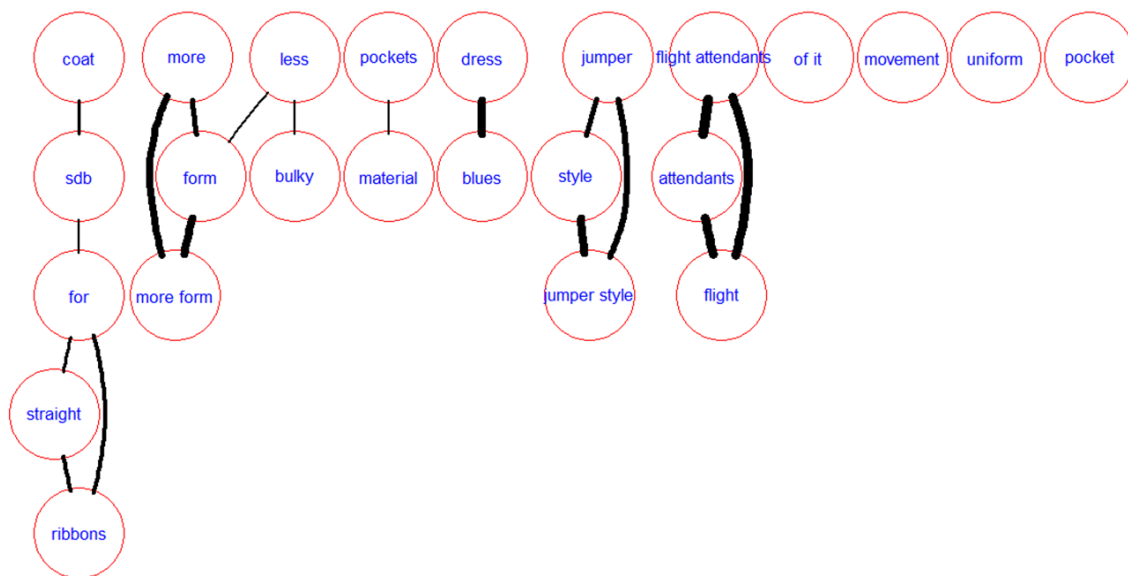 coat more less pockets dress jumper flight attendants of it movement uniform pocket
sdb form bulky material blues style attendants
for more form jumper style flight
straight
ribbons